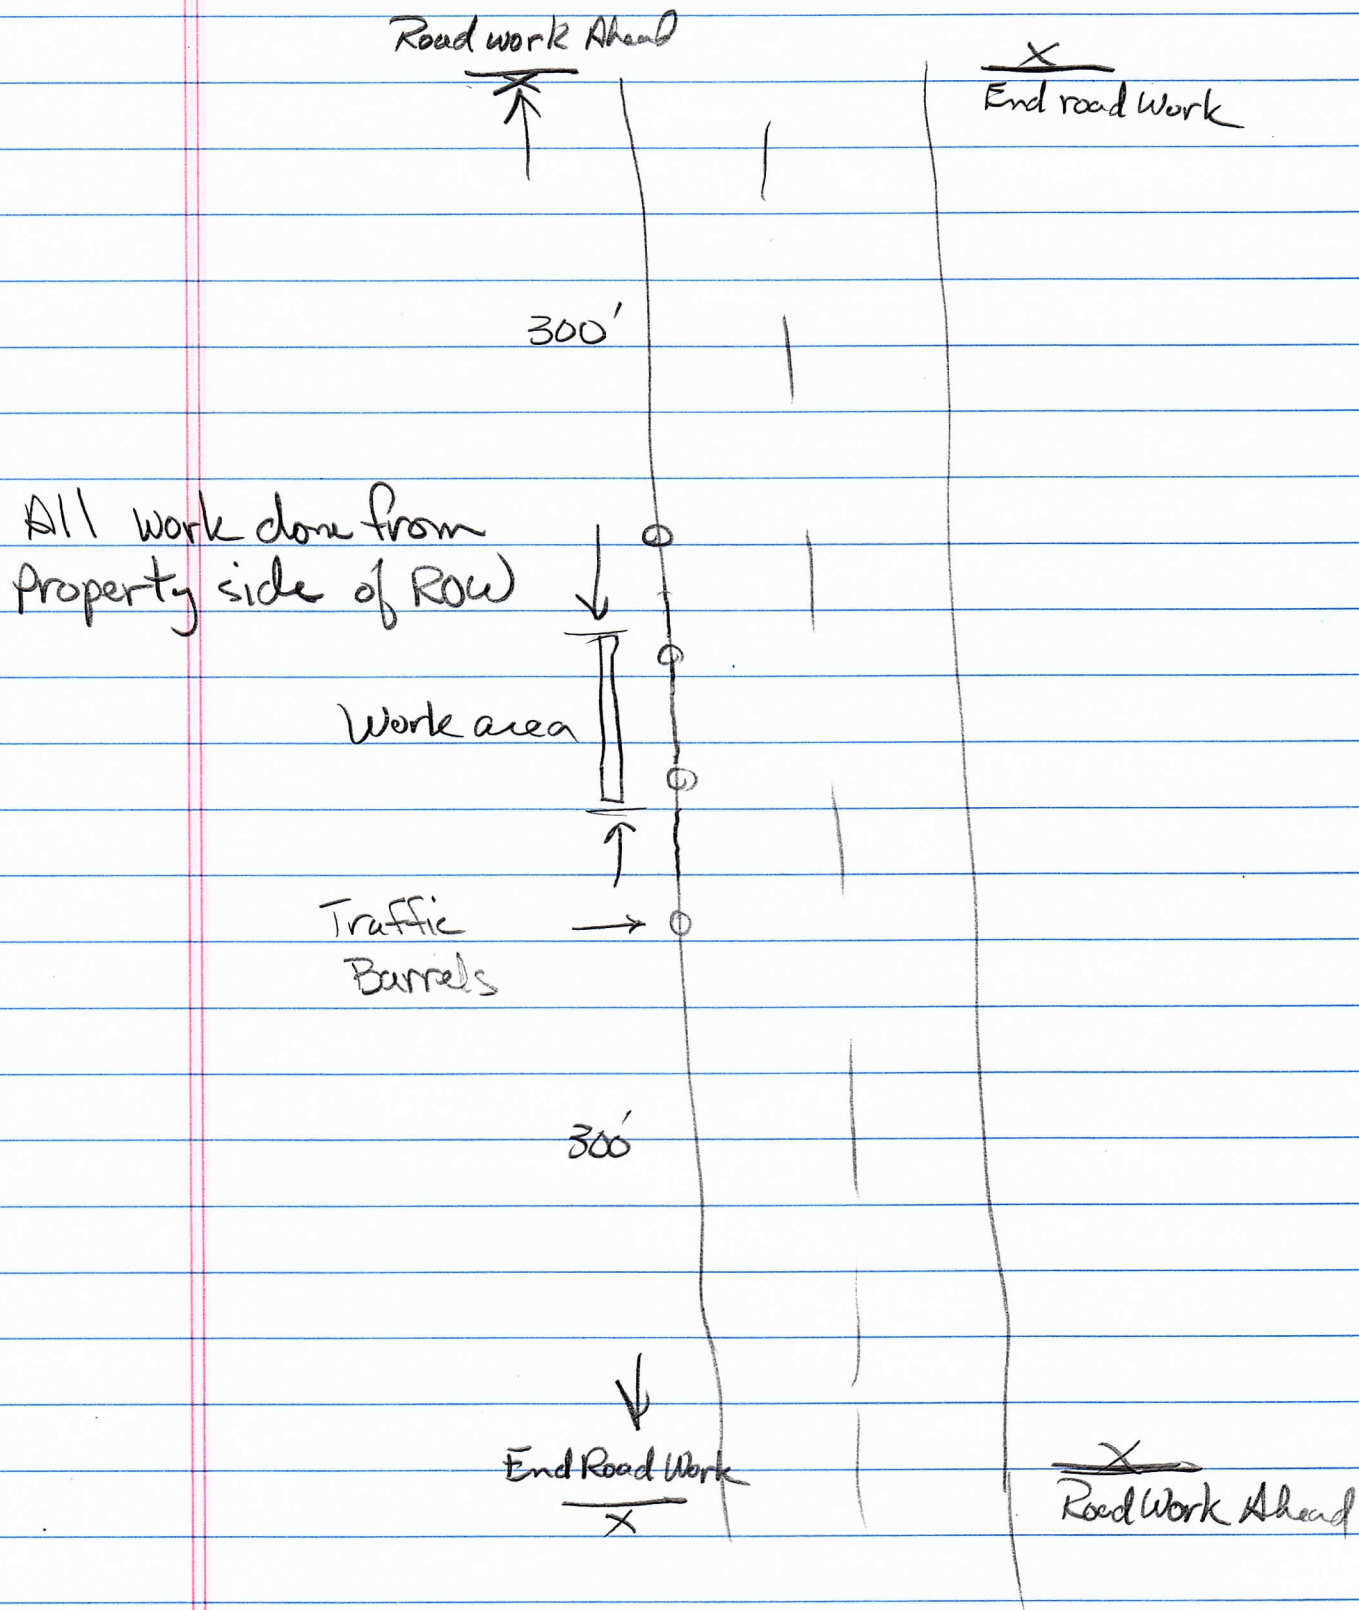 Road work Ahead
X
X
End road Work
300'
All work done from
Property side of ROW
Work area
Traffic
Barrels
300'
End Road Work
X
X
Road Work Ahead